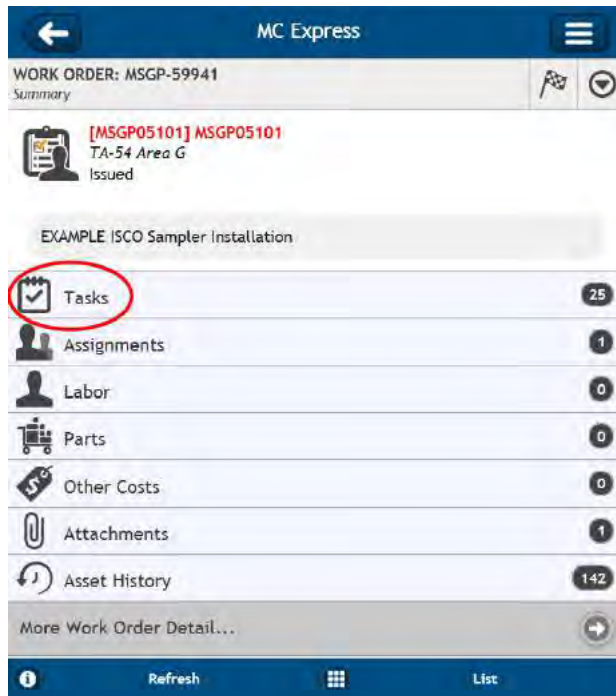 MC Express
WORK ORDER: MSGP-59941
Summary
[MSGP05101] MSGP05101
TA-54 Area G
Issued
EXAMPLE ISCO Sampler Installation
Tasks 25
Assignments 1
Labor 0
Parts 0
Other Costs 0
Attachments 1
Asset History 142
More Work Order Detail...
Refresh List